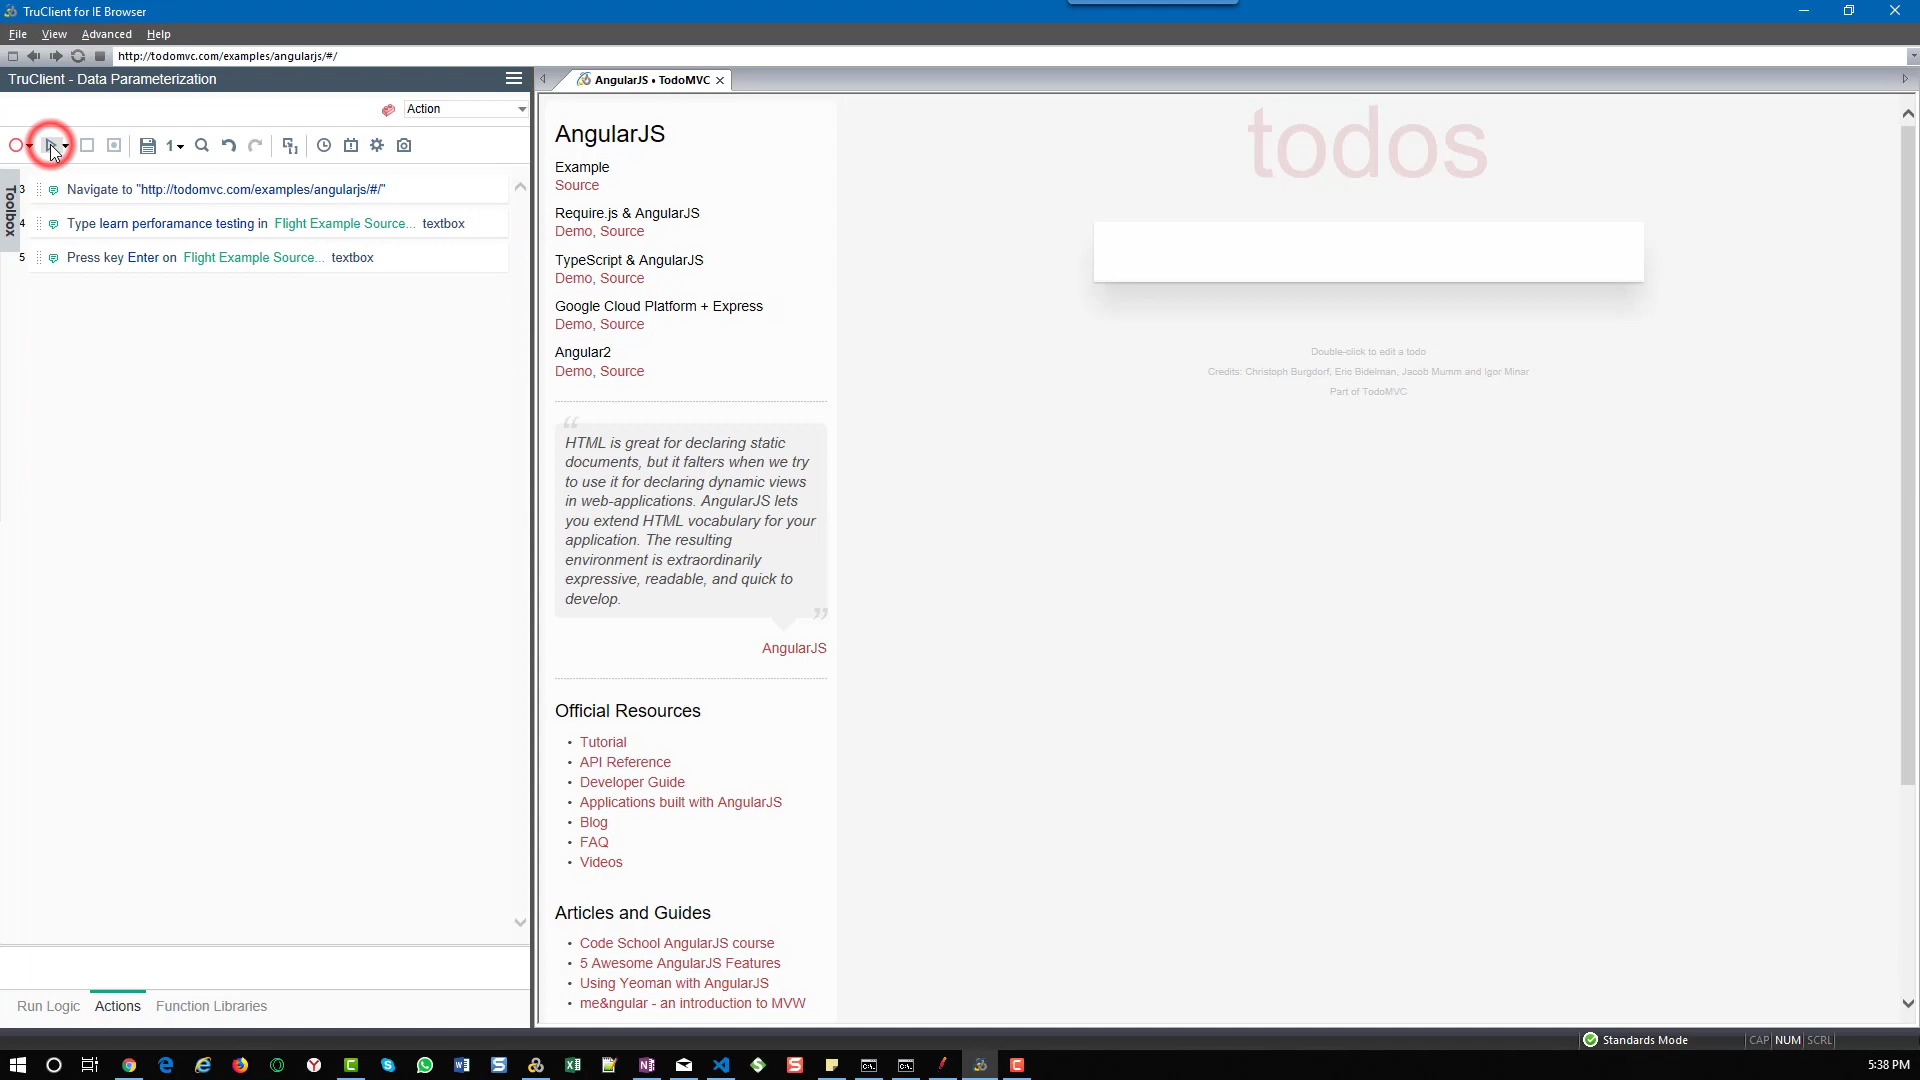 TruClient for IE Browser
File View Advanced Help
http://todomvc.com/examples/angularjs/#/
TruClient - Data Parameterization
AngularJS • TodoMVC
Action
1
Toolbox
3 Navigate to "http://todomvc.com/examples/angularjs/#/"
4 Type learn perforamance testing in Flight Example Source... textbox
5 Press key Enter on Flight Example Source... textbox
Run Logic Actions Function Libraries
AngularJS
Example
Source
Require.js & AngularJS
Demo, Source
TypeScript & AngularJS
Demo, Source
Google Cloud Platform + Express
Demo, Source
Angular2
Demo, Source
“
HTML is great for declaring static
documents, but it falters when we try
to use it for declaring dynamic views
in web-applications. AngularJS lets
you extend HTML vocabulary for your
application. The resulting
environment is extraordinarily
expressive, readable, and quick to
develop.
”
AngularJS
Official Resources
• Tutorial
• API Reference
• Developer Guide
• Applications built with AngularJS
• Blog
• FAQ
• Videos
Articles and Guides
• Code School AngularJS course
• 5 Awesome AngularJS Features
• Using Yeoman with AngularJS
• me&ngular - an introduction to MVW
todos
Double-click to edit a todo
Credits: Christoph Burgdorf, Eric Bidelman, Jacob Mumm and Igor Minar
Part of TodoMVC
Standards Mode CAP NUM SCRL
5:38 PM